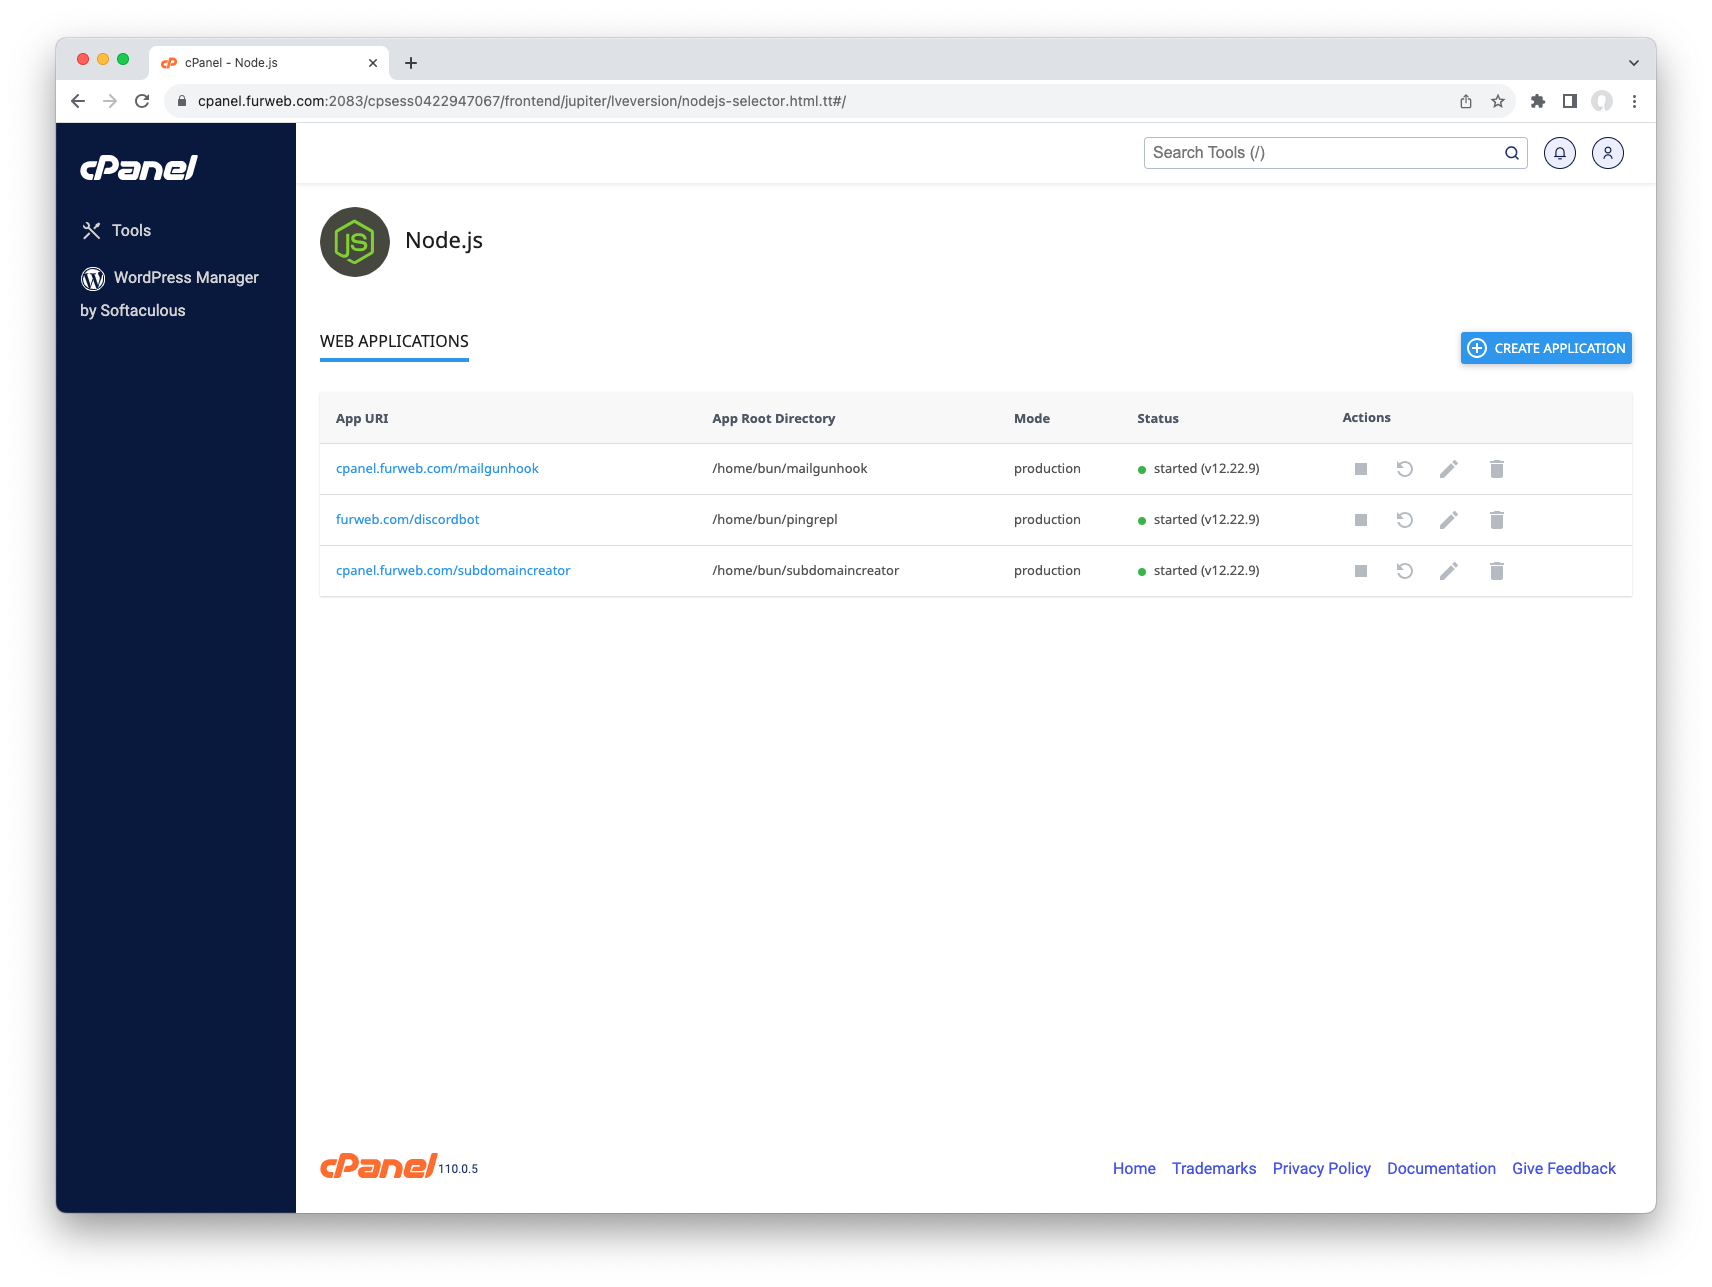 cPanel - Node.js
cpanel.furweb.com:2083/cpsess0422947067/frontend/jupiter/lveversion/nodejs-selector.html.tt#/
cPanel
Search Tools (/)
Tools
WordPress Manager
by Softaculous
JS
Node.js
WEB APPLICATIONS
CREATE APPLICATION
App URI App Root Directory Mode Status Actions
cpanel.furweb.com/mailgunhook /home/bun/mailgunhook production started (v12.22.9)
furweb.com/discordbot /home/bun/pingrepl production started (v12.22.9)
cpanel.furweb.com/subdomaincreator /home/bun/subdomaincreator production started (v12.22.9)
cPanel 110.0.5
Home Trademarks Privacy Policy Documentation Give Feedback